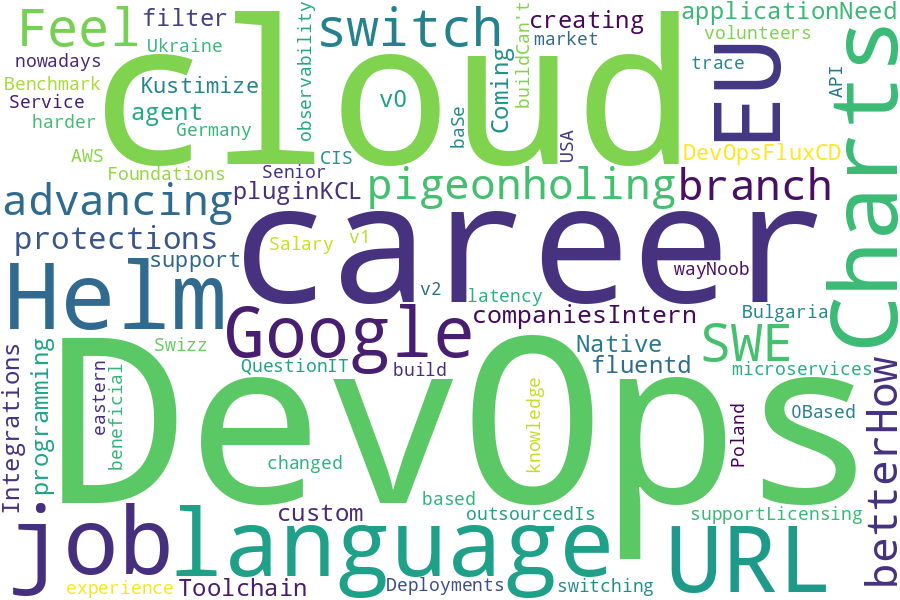 Feel
filter
switch
creating
applicationNeed
cloud
nowadays
Ukraine
observability
Coming
market
buildCan't
volunteers
EU
Charts
Benchmark
Kustimize
v0
trace
API
Service
agent
harder
Germany
baSe
USA
AWS
CIS
DevOpsFluxCD
Foundations
Senior
advancing
pluginKCL
pigeonholing
branch
protections
Salary
v1
career
support
wayNoob
Helm
v2
latency
Google
companiesIntern
Bulgaria
Integrations
programming
Swizz
Native
SWE
eastern
beneficial
QuestionIT
build
fluentd
microservices
betterHow
DevOps
knowledge
Poland
OBased
changed
based
job
language
custom
outsourcedIs
supportLicensing
URL
experience
Toolchain
Deployments
switching